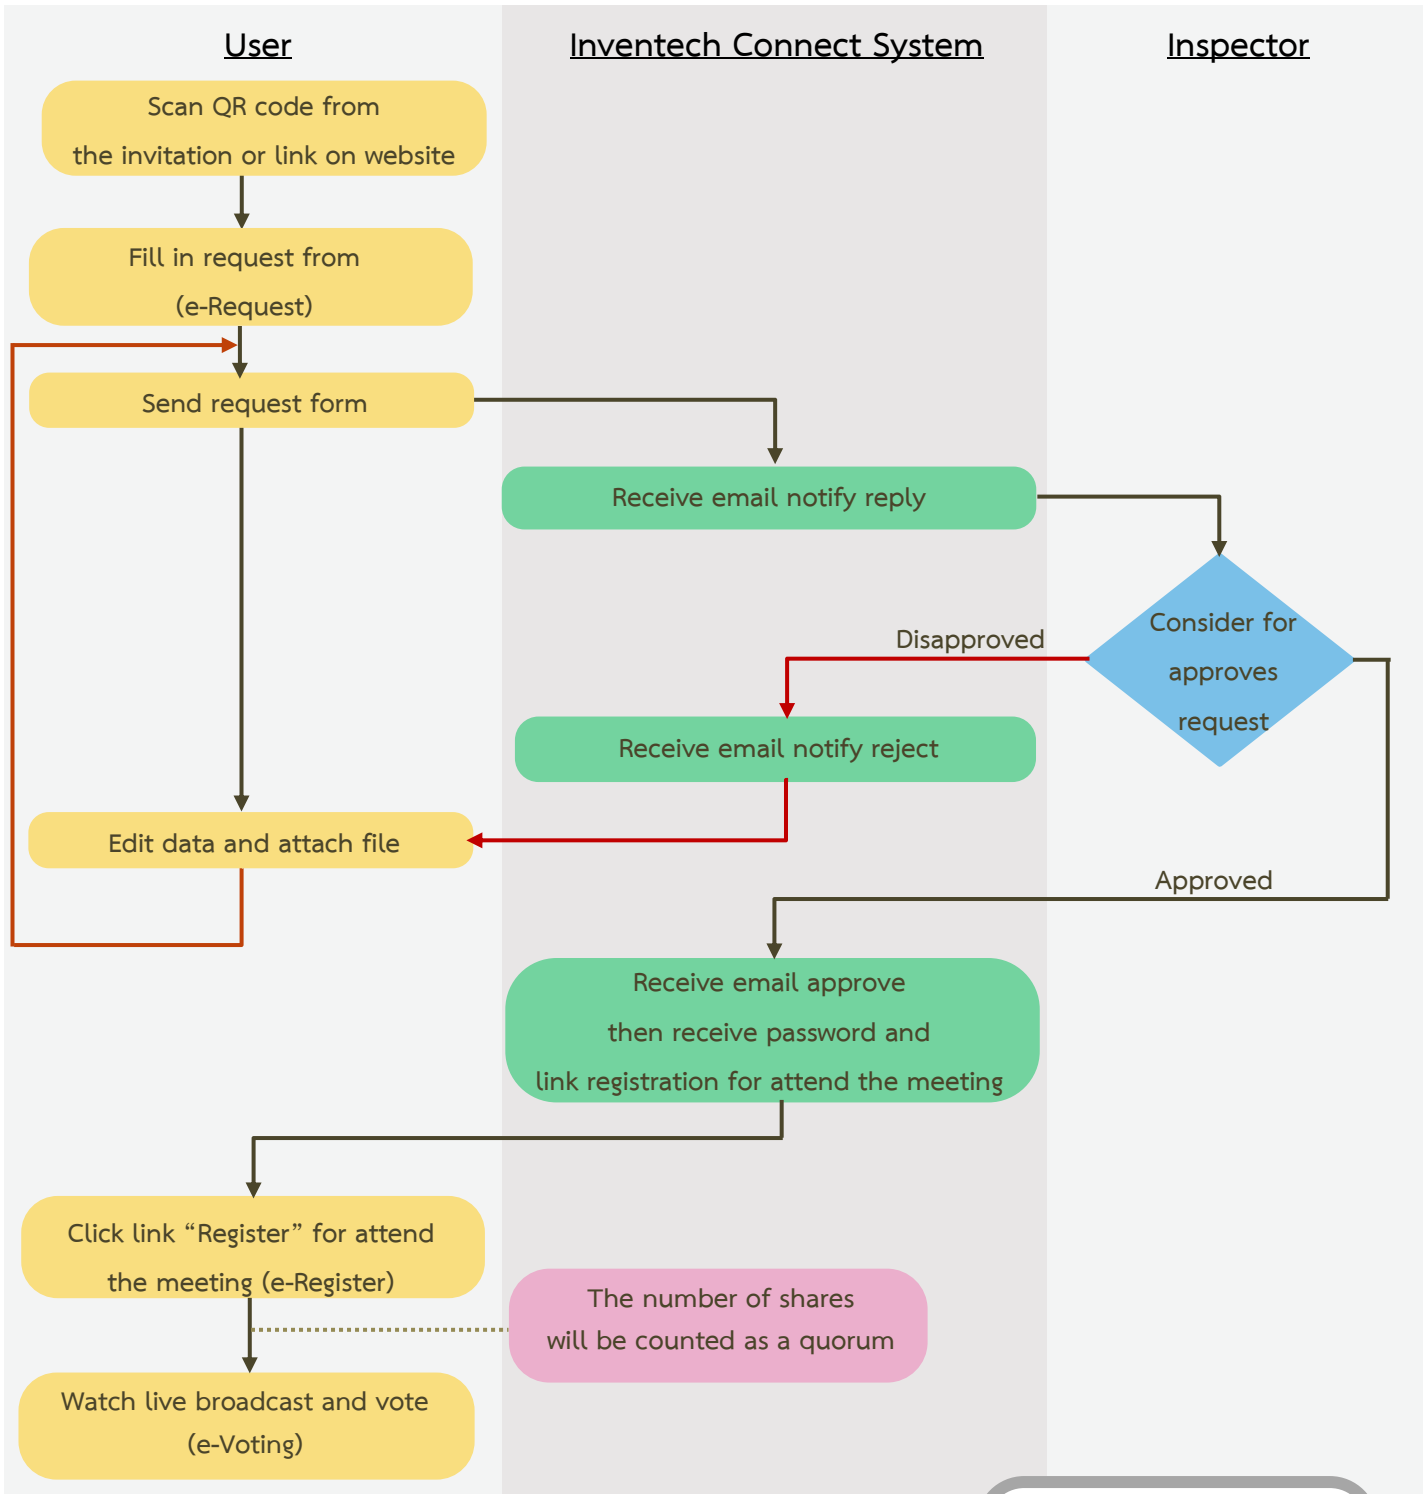 User
Inventech Connect System
Inspector
Scan QR code from
the invitation or link on website
Fill in request from
(e-Request)
Send request form
Receive email notify reply
Consider for
approves
request
Disapproved
Receive email notify reject
Edit data and attach file
Approved
Receive email approve
then receive password and
link registration for attend the meeting
Click link “Register” for attend
the meeting (e-Register)
The number of shares
will be counted as a quorum
Watch live broadcast and vote
(e-Voting)